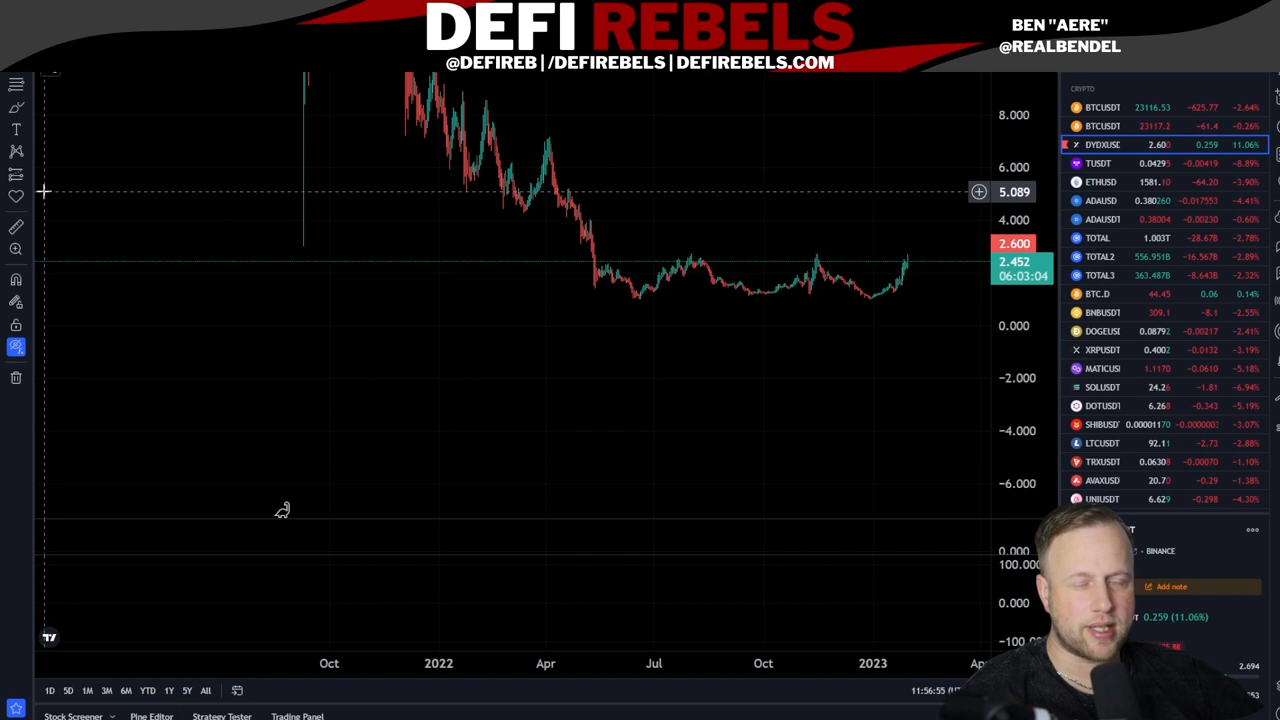 DEFI REBELS
@DEFIREB | /DEFIREBELS | DEFIREBELS.COM
BEN "AERE"
@REALBENDEL
8.000
6.000
5.089
4.000
2.600
2.452
06:03:04
0.000
−2.000
−4.000
−6.000
0.000
100.000
0.000
Oct
2022
Apr
Jul
Oct
2023
1D 5D 1M 3M 6M YTD 1Y 5Y All
Stock Screener
Pine Editor
Strategy Tester
Trading Panel
CRYPTO
BTCUSDT 23116.53 −625.77 −2.64%
BTCUSDT 23117.2 −61.4 −0.26%
DYDXUSD 2.600 0.259 11.06%
TUSDT 0.04295 −0.00419 −8.89%
ETHUSD 1581.10 −64.20 −3.90%
ADAUSD 0.380260 −0.017553 −4.41%
ADAUSDT 0.38004 −0.00230 −0.60%
TOTAL 1.003T −28.67B −2.78%
TOTAL2 556.951B −16.567B −2.89%
TOTAL3 363.487B −8.643B −2.32%
BTC.D 44.45 0.06 0.14%
BNBUSDT 309.1 −8.1 −2.55%
DOGEUSD 0.08792 −0.00217 −2.41%
XRPUSDT 0.4002 −0.0132 −3.19%
MATICUSD 1.1170 −0.0610 −5.18%
SOLUSDT 24.26 −1.81 −6.94%
DOTUSDT 6.268 −0.343 −5.19%
SHIBUSDT 0.00001170 −3.07%
LTCUSDT 92.11 −2.73 −2.88%
TRXUSDT 0.0630 −0.00070 −1.10%
AVAXUSD 20.70 −0.29 −1.38%
UNIUSDT 6.629 −0.298 −4.30%
BINANCE
Add note
0.259 (11.06%)
2.694